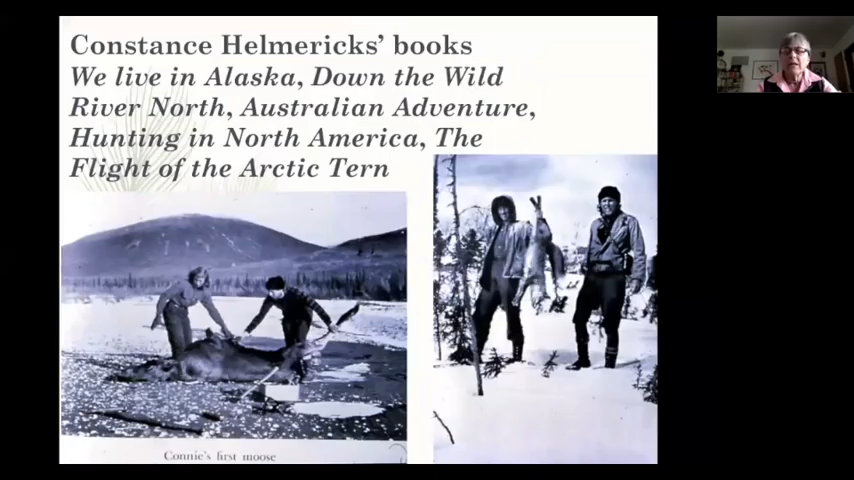 Constance Helmericks' books
We live in Alaska, Down the Wild
River North, Australian Adventure,
Hunting in North America, The
Flight of the Arctic Tern
Connie's first moose